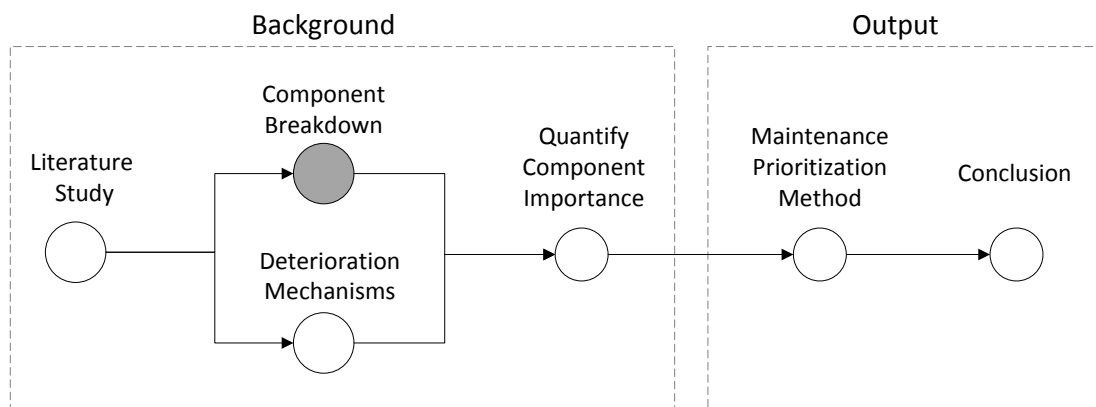 Background
Output
Literature
Study
Component
Breakdown
Deterioration
Mechanisms
Quantify
Component
Importance
Maintenance
Prioritization
Method
Conclusion